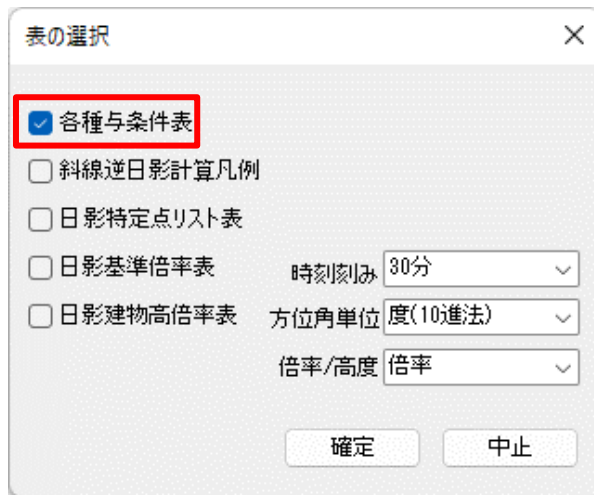 表の選択
各種与条件表
斜線逆日影計算凡例
日影特定点リスト表
日影基準倍率表 時刻刻み 30分
日影建物高倍率表 方位角単位 度(10進法)
倍率/高度 倍率
確定 中止